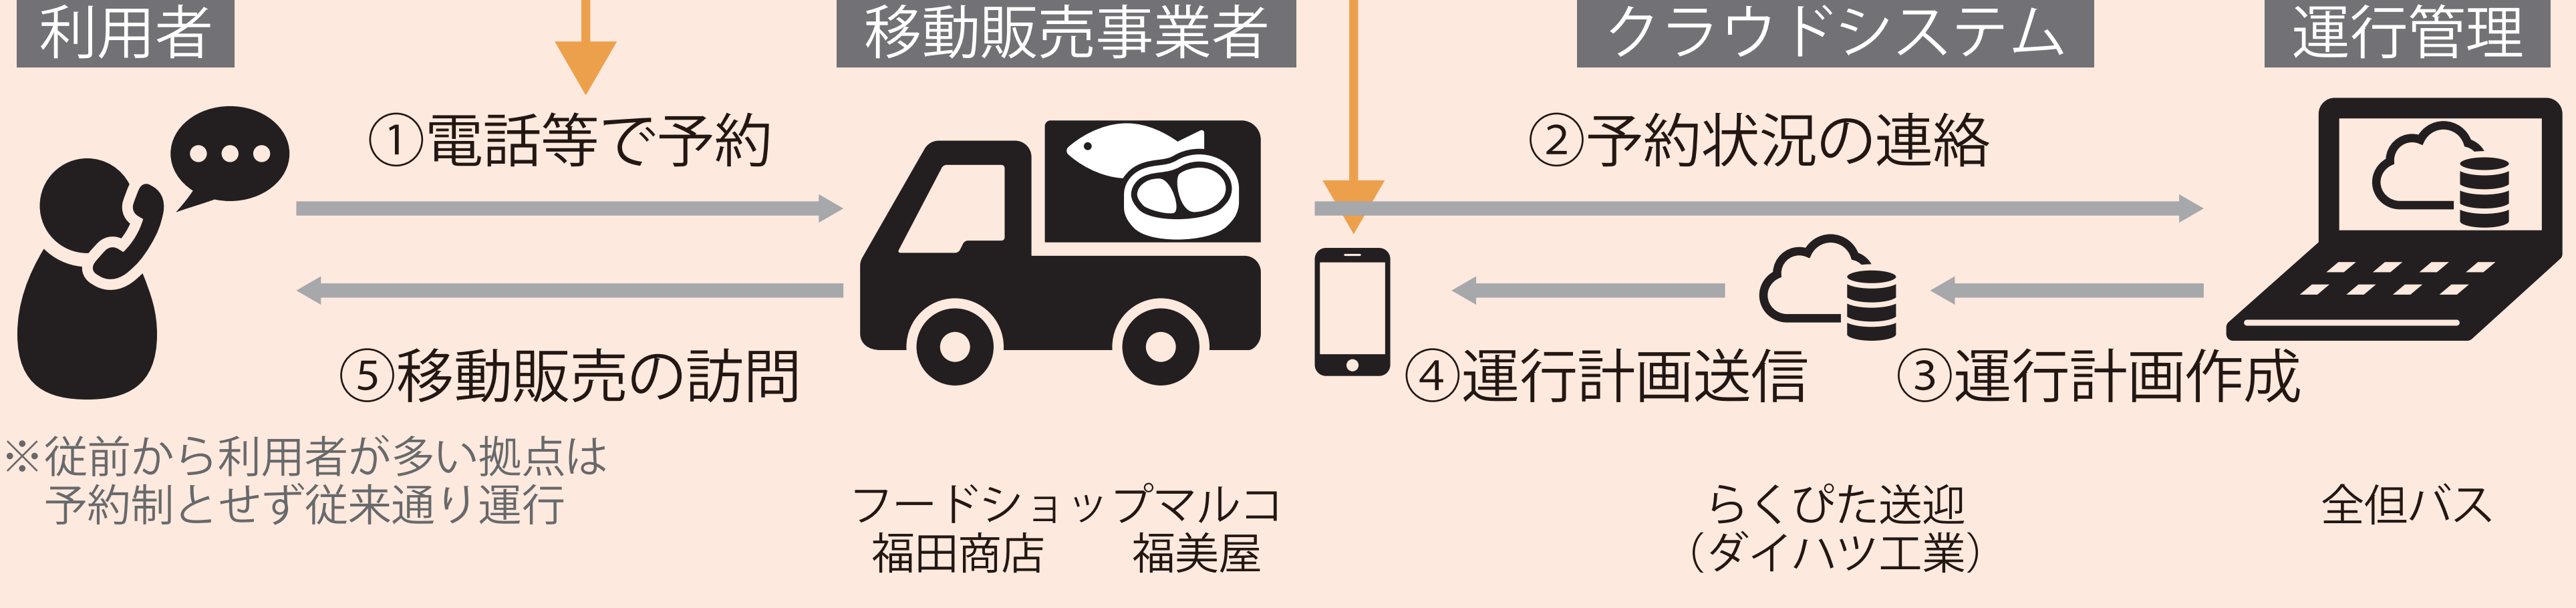 利用者
移動販売事業者
クラウドシステム
運行管理
①電話等で予約
②予約状況の連絡
⑤移動販売の訪問
④運行計画送信
③運行計画作成
※従前から利用者が多い拠点は
予約制とせず従来通り運行
フードショップマルコ
福田商店 福美屋
らくぴた送迎
（ダイハツ工業）
全但バス